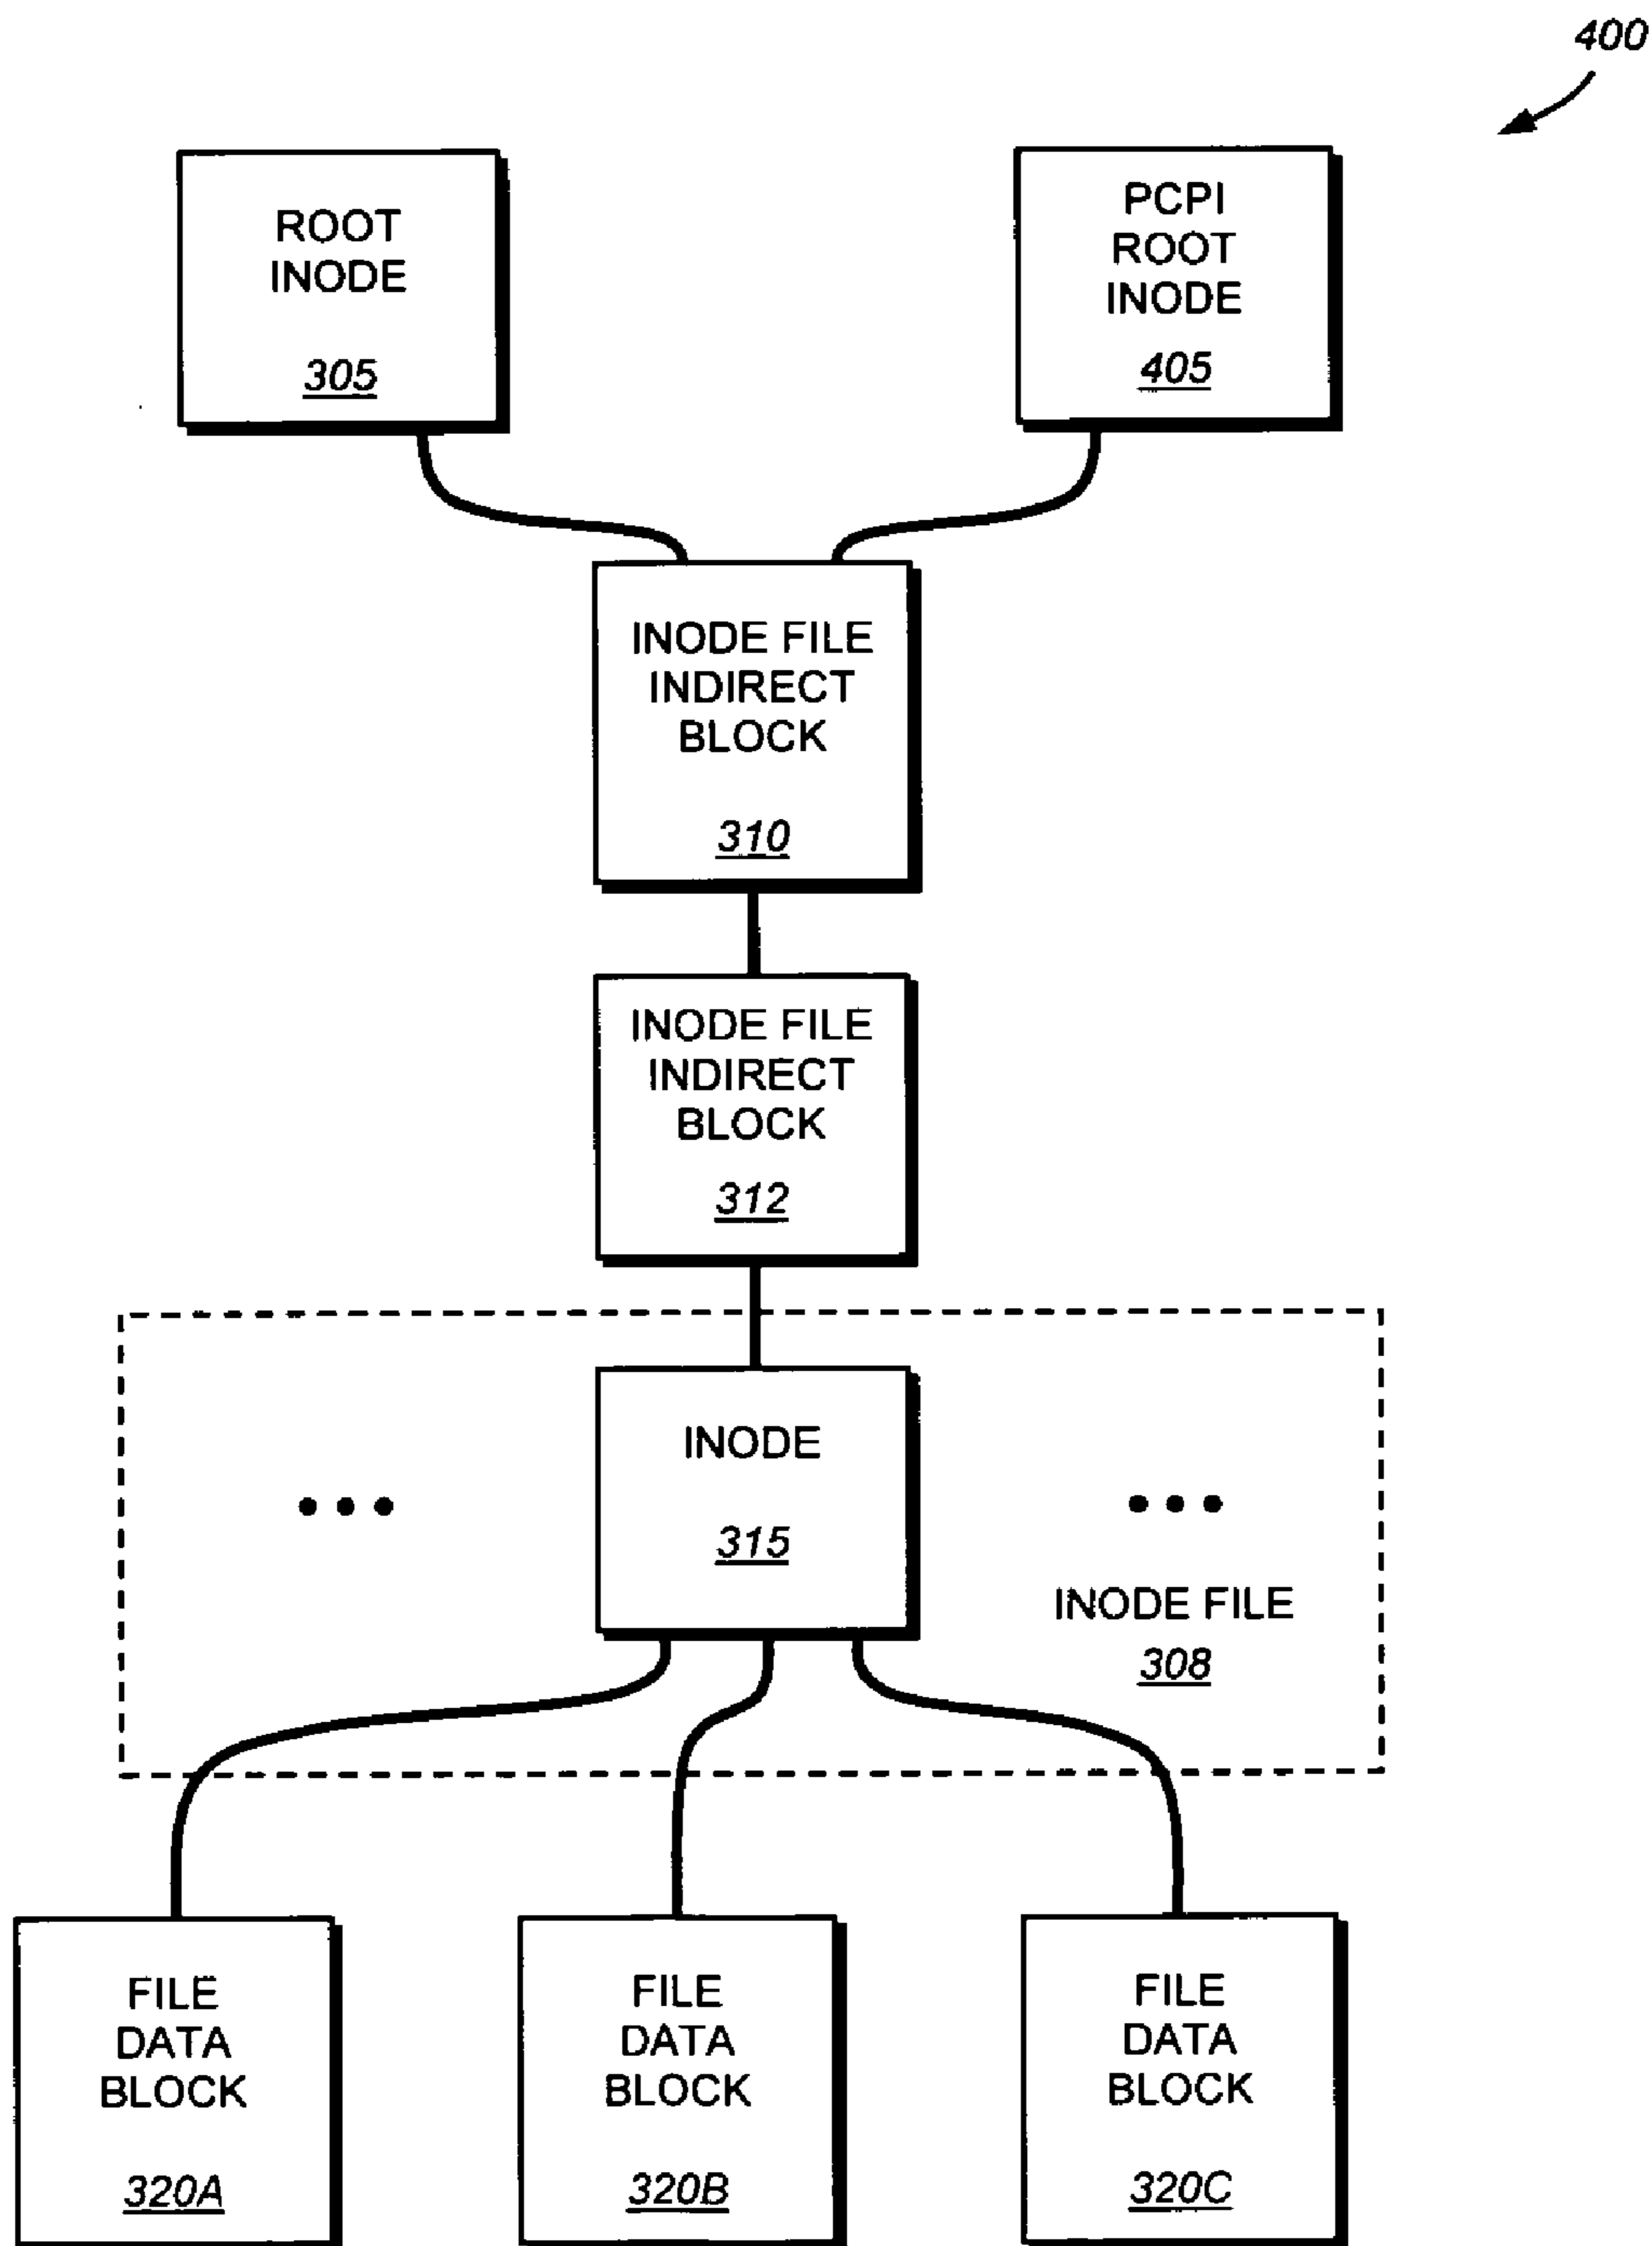 400
ROOT
INODE
305
PCPI
ROOT
INODE
405
INODE FILE
INDIRECT
BLOCK
310
INODE FILE
INDIRECT
BLOCK
312
INODE
315
INODE FILE
308
FILE
DATA
BLOCK
320A
FILE
DATA
BLOCK
320B
FILE
DATA
BLOCK
320C